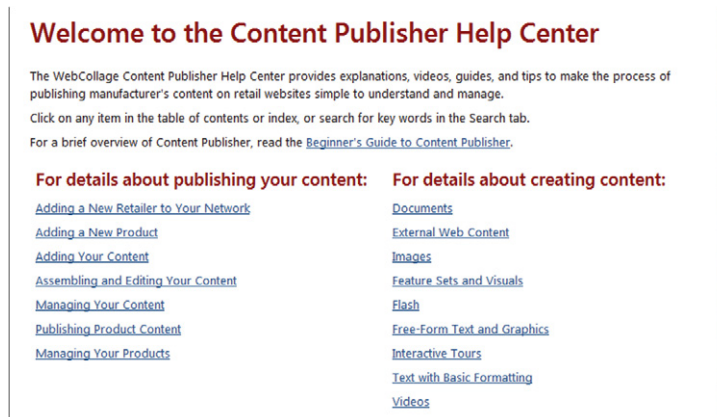 Welcome to the Content Publisher Help Center
The WebCollage Content Publisher Help Center provides explanations, videos, guides, and tips to make the process of
publishing manufacturer's content on retail websites simple to understand and manage.
Click on any item in the table of contents or index, or search for key words in the Search tab.
For a brief overview of Content Publisher, read the Beginner's Guide to Content Publisher.
For details about publishing your content:
Adding a New Retailer to Your Network
Adding a New Product
Adding Your Content
Assembling and Editing Your Content
Managing Your Content
Publishing Product Content
Managing Your Products
For details about creating content:
Documents
External Web Content
Images
Feature Sets and Visuals
Flash
Free-Form Text and Graphics
Interactive Tours
Text with Basic Formatting
Videos